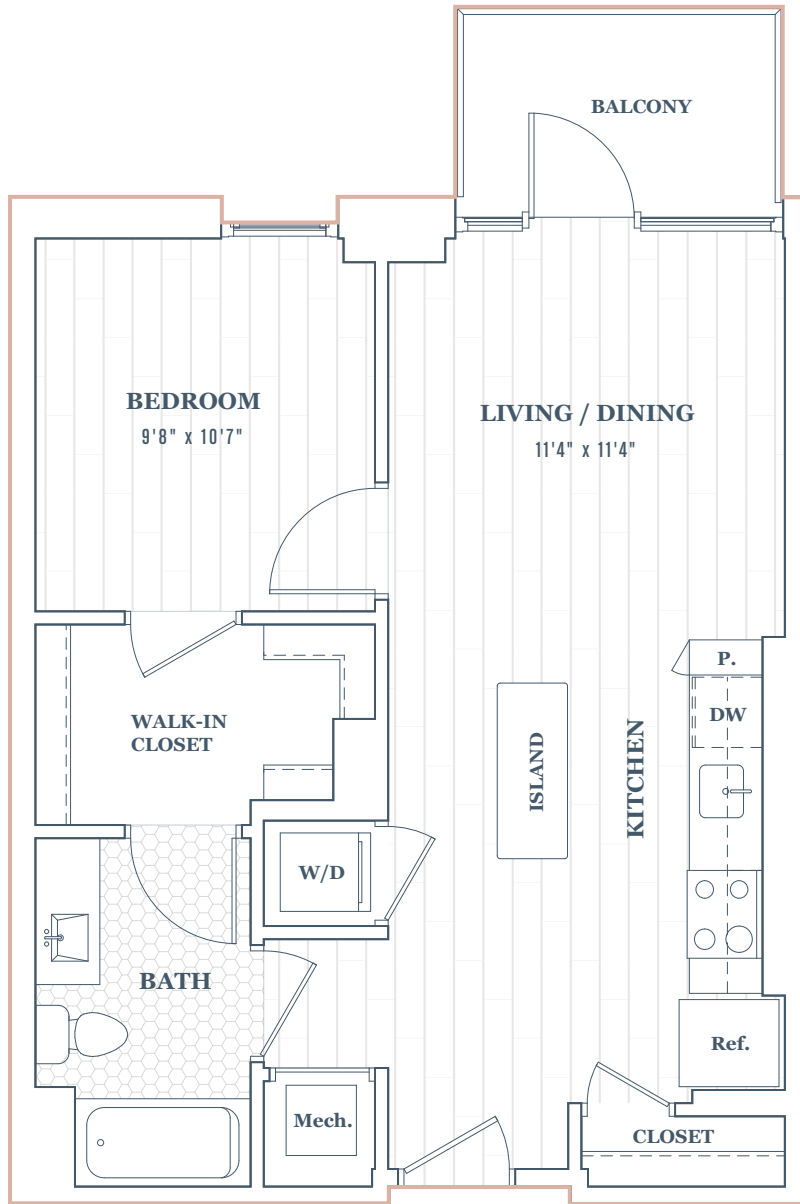 BALCONY
BEDROOM
9'8" x 10'7"
LIVING / DINING
11'4" x 11'4"
P.
DW
WALK-IN
CLOSET
ISLAND
KITCHEN
W/D
BATH
Ref.
Mech.
CLOSET